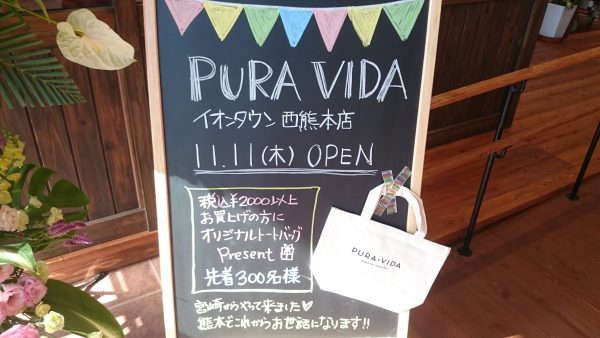 PURA VIDA
イオンタウン 西熊本店
11.11(木) OPEN
税込¥2000以上
お買上げの方に
オリジナルトートバッグ
Present
先着300名様
宮崎からやって来ました♡
熊本でこれからお世話になります!!
PURA・VIDA